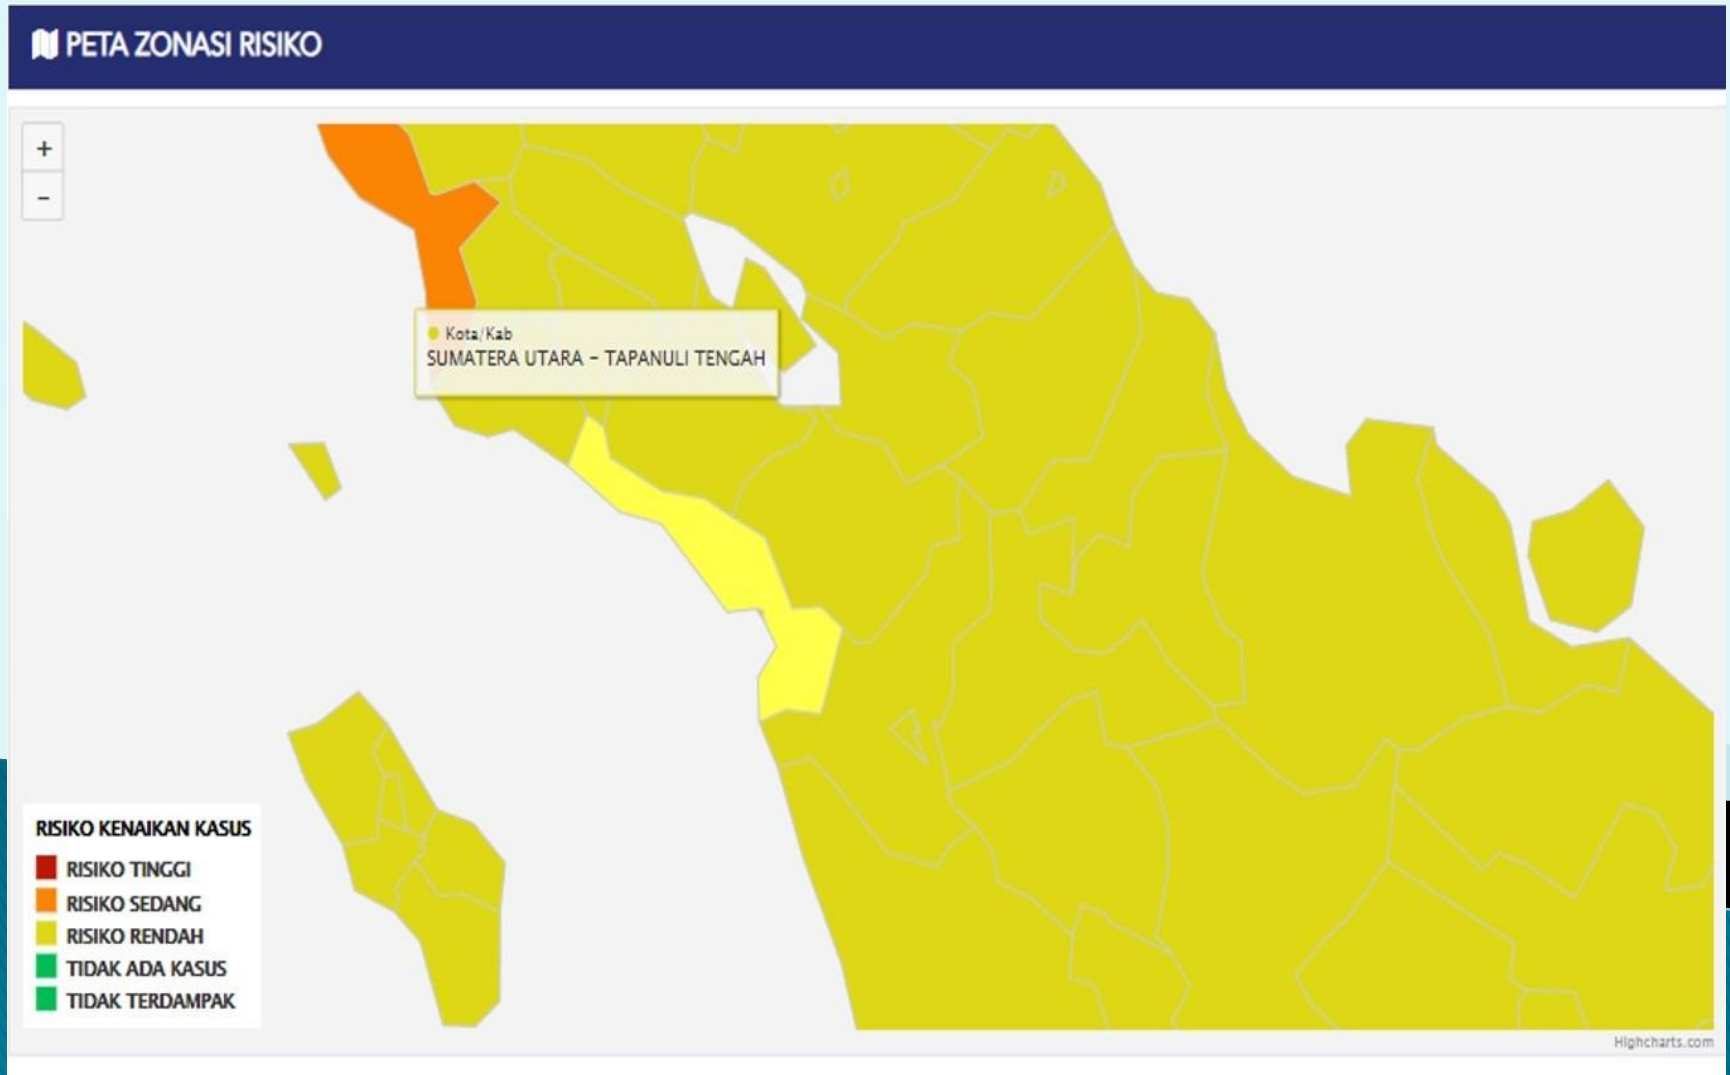 PETA ZONASI RISIKO
+
-
Kota/Kab
SUMATERA UTARA - TAPANULI TENGAH
RISIKO KENAIKAN KASUS
RISIKO TINGGI
RISIKO SEDANG
RISIKO RENDAH
TIDAK ADA KASUS
TIDAK TERDAMPAK
Highcharts.com